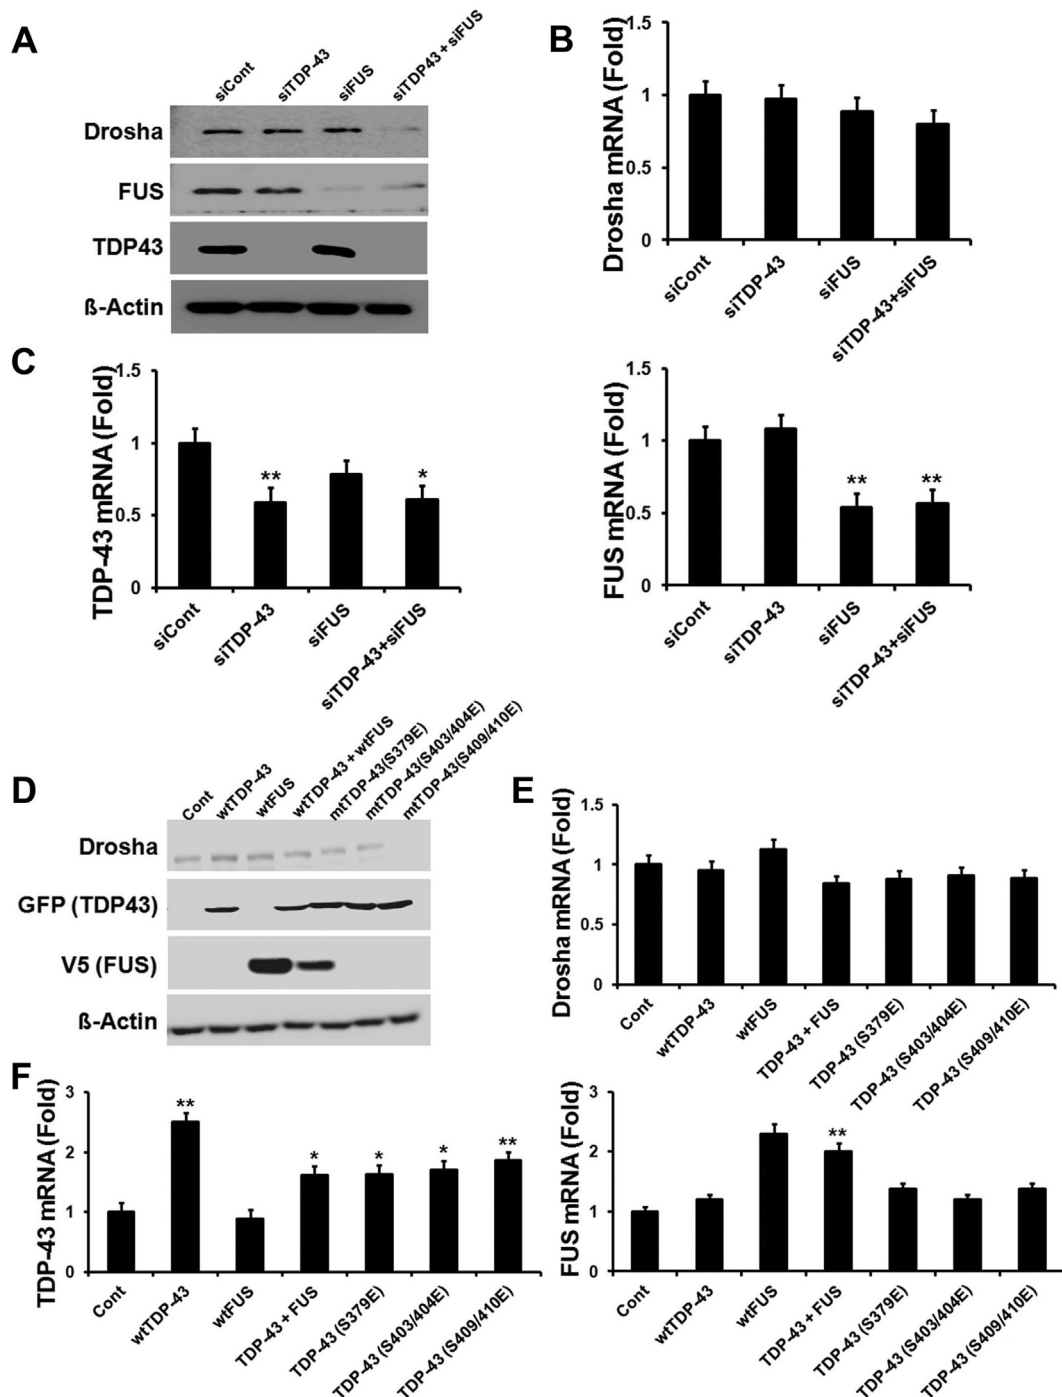 A
siCont
siTDP-43
siFUS
siTDP43 + siFUS
Drosha
FUS
TDP43
ß-Actin
B
Drosha mRNA (Fold)
1.5
1
0.5
0
siCont
siTDP-43
siFUS
siTDP-43+siFUS
C
TDP-43 mRNA (Fold)
1.5
1
0.5
0
**
*
siCont
siTDP-43
siFUS
siTDP-43+siFUS
FUS mRNA (Fold)
1.5
1
0.5
0
**
**
siCont
siTDP-43
siFUS
siTDP-43+siFUS
D
Cont
wtTDP-43
wtFUS
wtTDP-43 + wtFUS
mtTDP-43(S379E)
mtTDP-43(S403/404E)
mtTDP-43(S409/410E)
Drosha
GFP (TDP43)
V5 (FUS)
ß-Actin
E
Drosha mRNA (Fold)
1.5
1
0.5
0
Cont
wtTDP-43
wtFUS
TDP-43 + FUS
TDP-43 (S379E)
TDP-43 (S403/404E)
TDP-43 (S409/410E)
F
TDP-43 mRNA (Fold)
3
2
1
0
**
*
*
*
**
Cont
wtTDP-43
wtFUS
TDP-43 + FUS
TDP-43 (S379E)
TDP-43 (S403/404E)
TDP-43 (S409/410E)
FUS mRNA (Fold)
3
2
1
0
**
Cont
wtTDP-43
wtFUS
TDP-43 + FUS
TDP-43 (S379E)
TDP-43 (S403/404E)
TDP-43 (S409/410E)